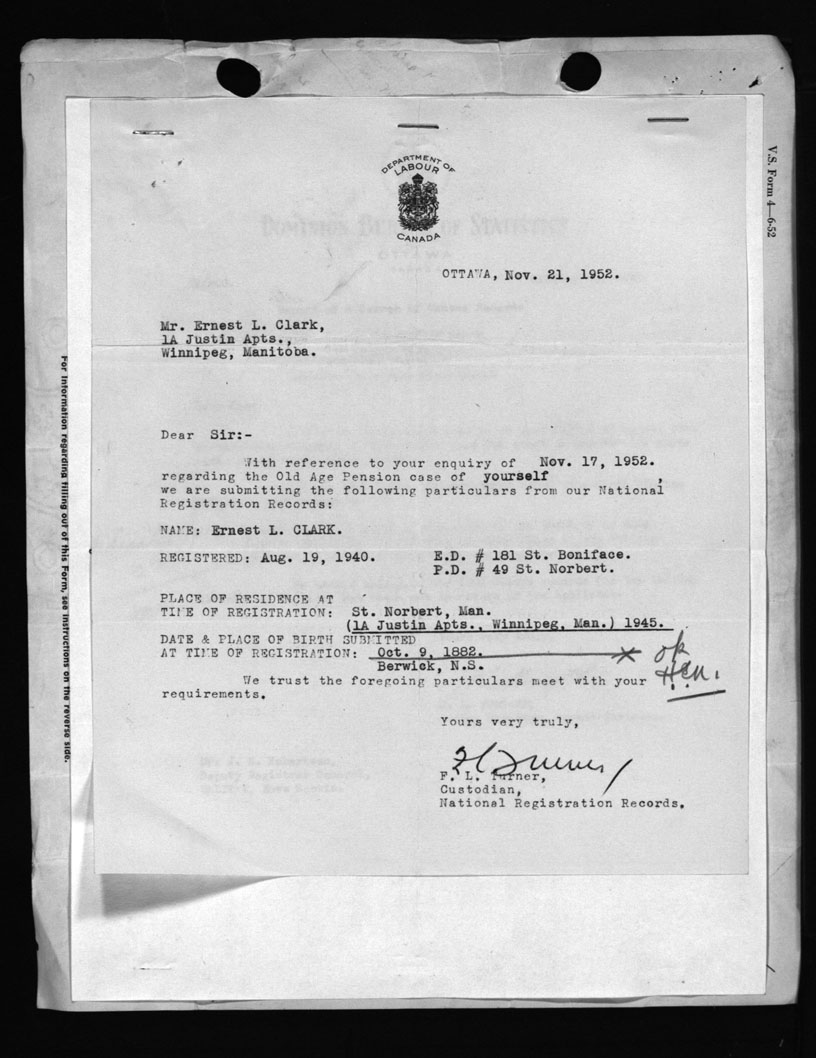 V.S. Form 4—6-52
DEPARTMENT OF
LABOUR
CANADA
DOMINION BUREAU OF STATISTICS
OTTAWA
OTTAWA, Nov. 21, 1952.
Mr. Ernest L. Clark,
1A Justin Apts.,
Winnipeg, Manitoba.
Dear Sir:-
With reference to your enquiry of Nov. 17, 1952.
regarding the Old Age Pension case of yourself ,
we are submitting the following particulars from our National
Registration Records:
NAME: Ernest L. CLARK.
REGISTERED: Aug. 19, 1940. E.D. # 181 St. Boniface.
P.D. # 49 St. Norbert.
PLACE OF RESIDENCE AT
TIME OF REGISTRATION: St. Norbert, Man.
(1A Justin Apts., Winnipeg, Man.) 1945.
DATE & PLACE OF BIRTH SUBMITTED
AT TIME OF REGISTRATION: Oct. 9, 1882. X ok
Berwick, N.S. H.C.N.
We trust the foregoing particulars meet with your
requirements.
Yours very truly,
F. L. Turner,
Custodian,
National Registration Records.
For information regarding filling out of this Form, see instructions on the reverse side.